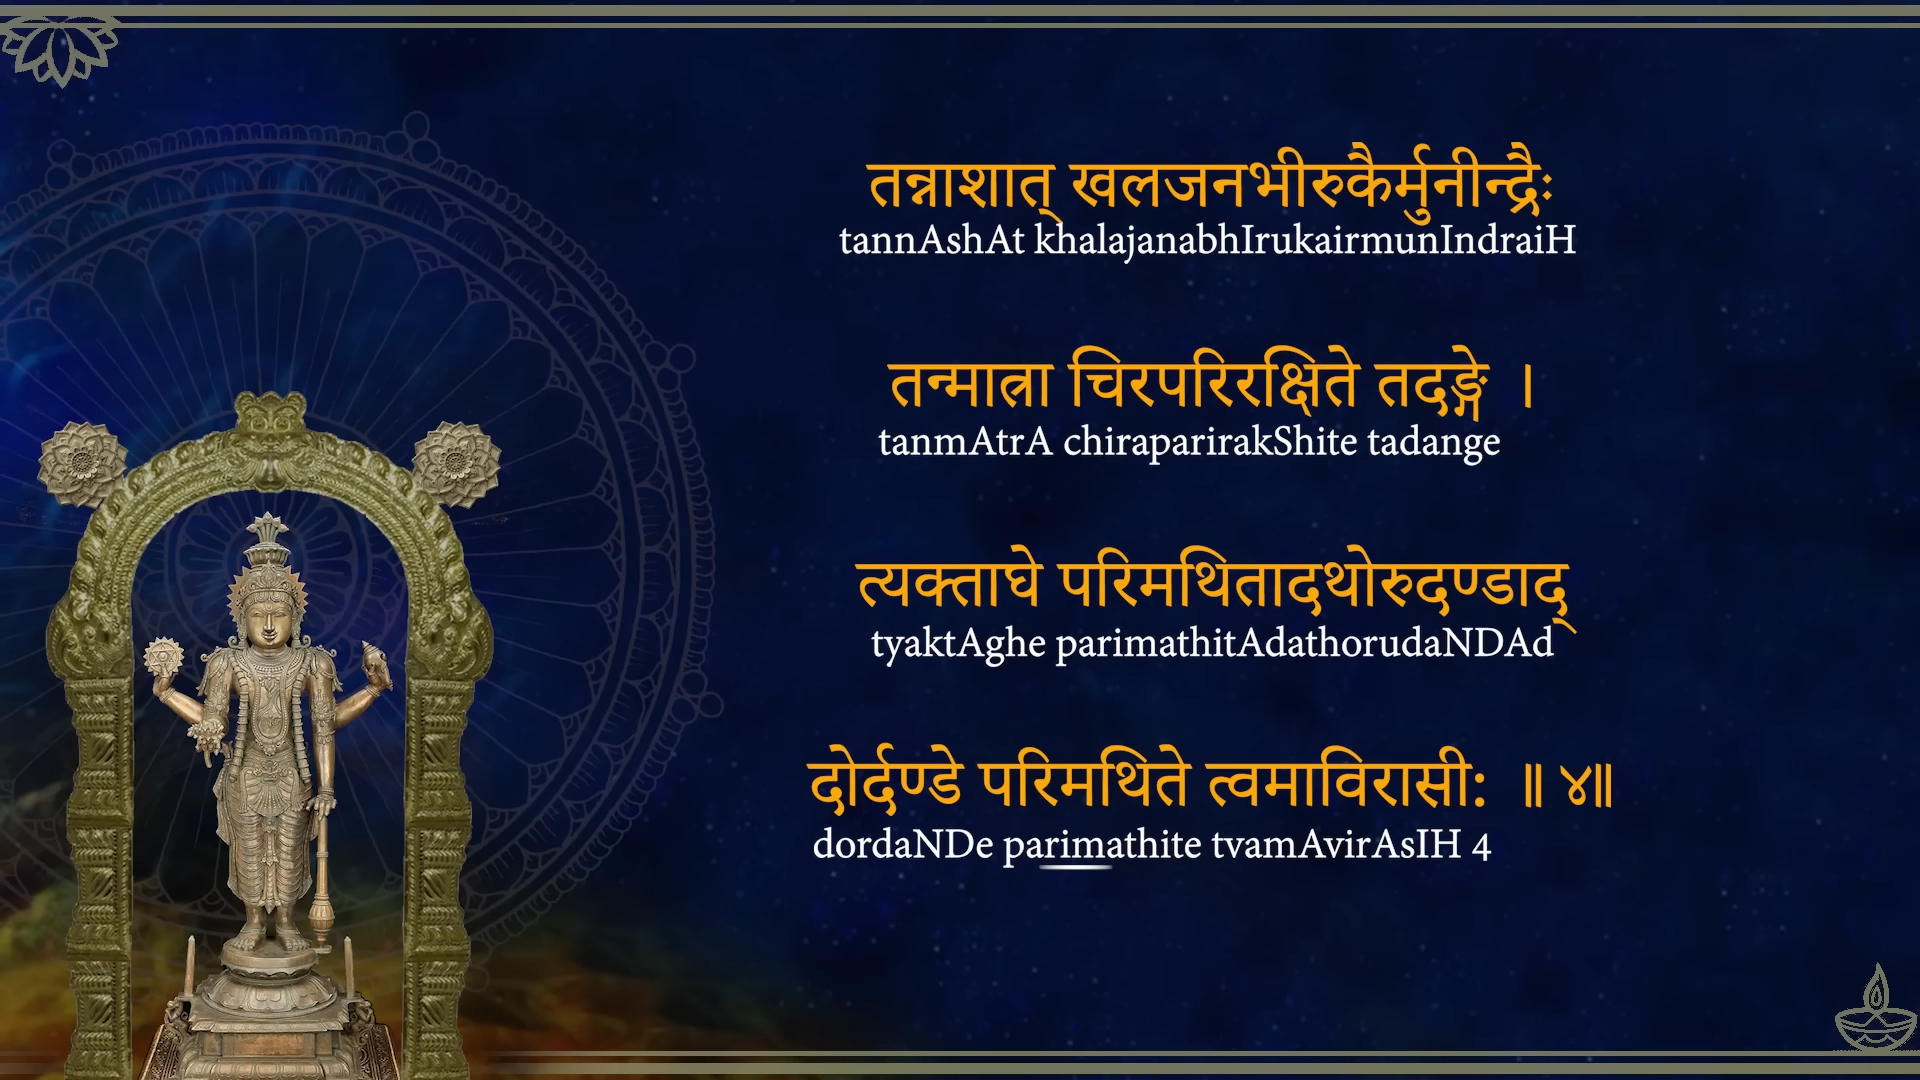 तन्नाशात् खलजनभीरुकैर्मुनीन्द्रैः
tannAshAt khalajanabhIrukairmunIndraiH
तन्मात्रा चिरपरिरक्षिते तदङ्गे ।
tanmAtrA chiraparirakShite tadange
त्यक्ताघे परिमथितादथोरुदण्डाद्
tyaktAghe parimathitAdathorudaNDAd
दोर्दण्डे परिमथिते त्वमाविरासीः ॥ ४॥
dordaNDe parimathite tvamAvirAsIH 4